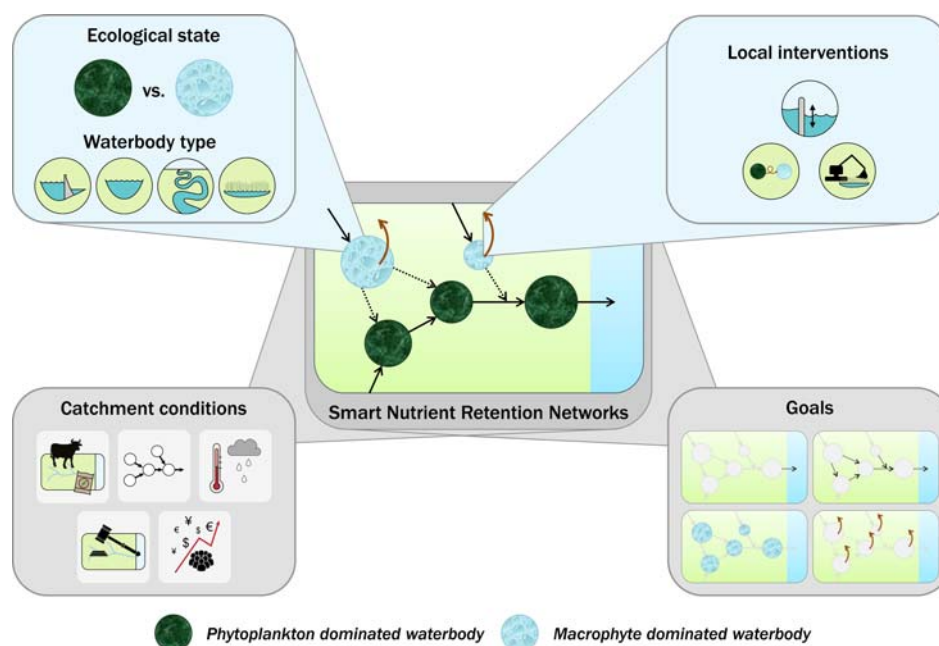 Ecological state
vs.
Waterbody type
Local interventions
Smart Nutrient Retention Networks
Catchment conditions
¥
€
$
€
¥
$
Goals
Phytoplankton dominated waterbody
Macrophyte dominated waterbody